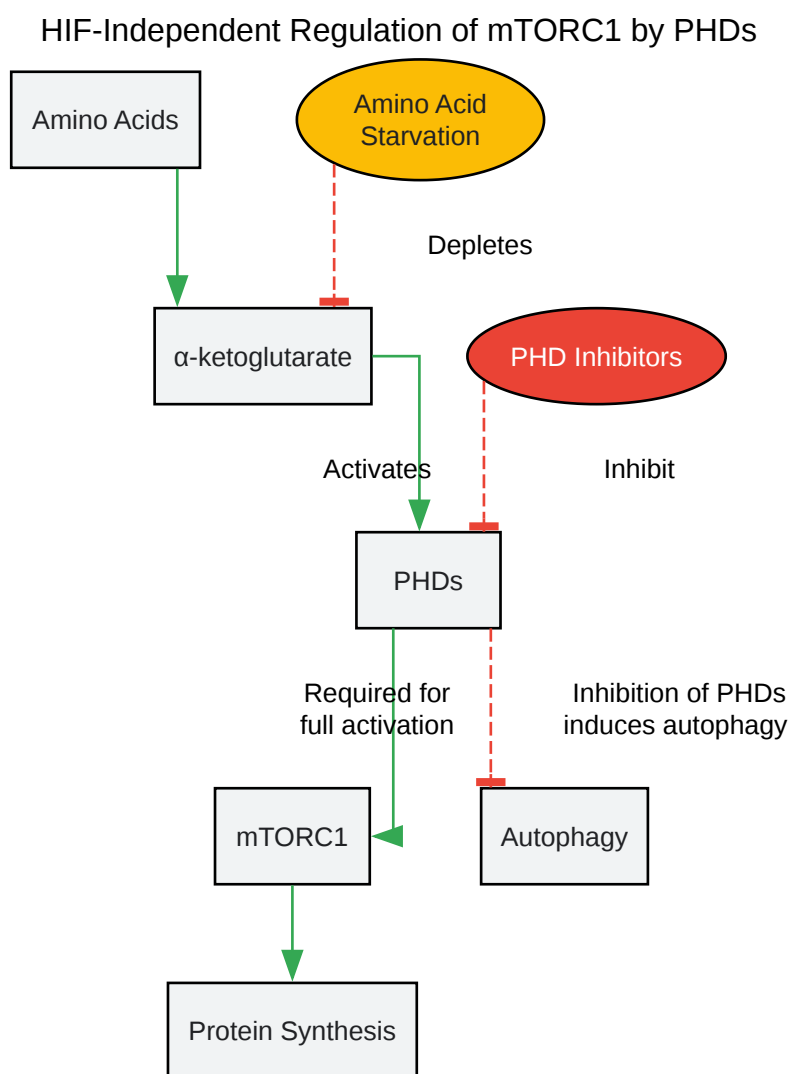 HIF-Independent Regulation of mTORC1 by PHDs
Amino Acids
Amino Acid
Starvation
Depletes
α-ketoglutarate
PHD Inhibitors
Activates
Inhibit
PHDs
Required for
full activation
Inhibition of PHDs
induces autophagy
mTORC1
Autophagy
Protein Synthesis